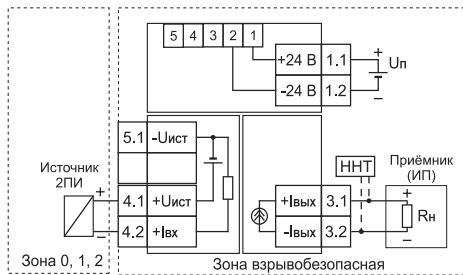 5 4 3 2 1
+24 В 1.1
-24 В 1.2
+
Uп
−
5.1 -Uист
Источник
2ПИ
+
−
4.1 +Uист
4.2 +Iвх
ННТ
Приёмник
(ИП)
+Iвых 3.1
-Iвых 3.2
+
Rн
−
Зона 0, 1, 2
Зона взрывобезопасная